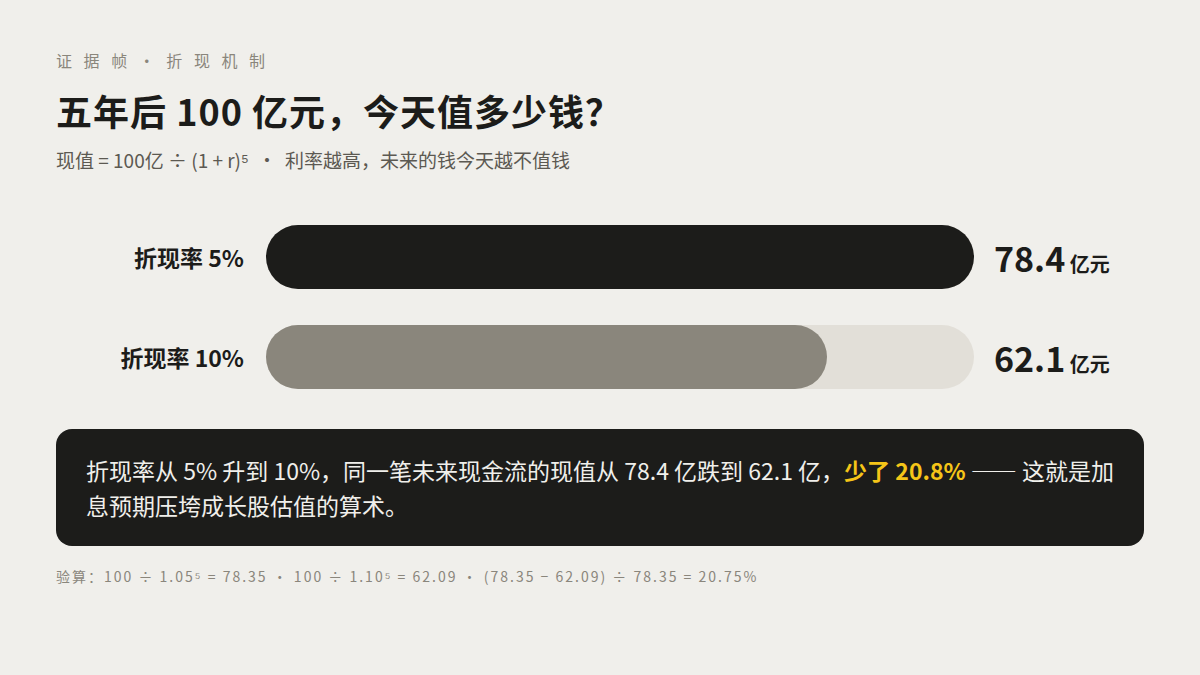 证据帧 · 折现机制
五年后 100 亿元，今天值多少钱？
现值 = 100亿 ÷ (1 + r)⁵ · 利率越高，未来的钱今天越不值钱
折现率 5%
78.4 亿元
折现率 10%
62.1 亿元
折现率从 5% 升到 10%，同一笔未来现金流的现值从 78.4 亿跌到 62.1 亿，少了 20.8% —— 这就是加
息预期压垮成长股估值的算术。
验算：100 ÷ 1.05⁵ = 78.35 · 100 ÷ 1.10⁵ = 62.09 · (78.35 − 62.09) ÷ 78.35 = 20.75%